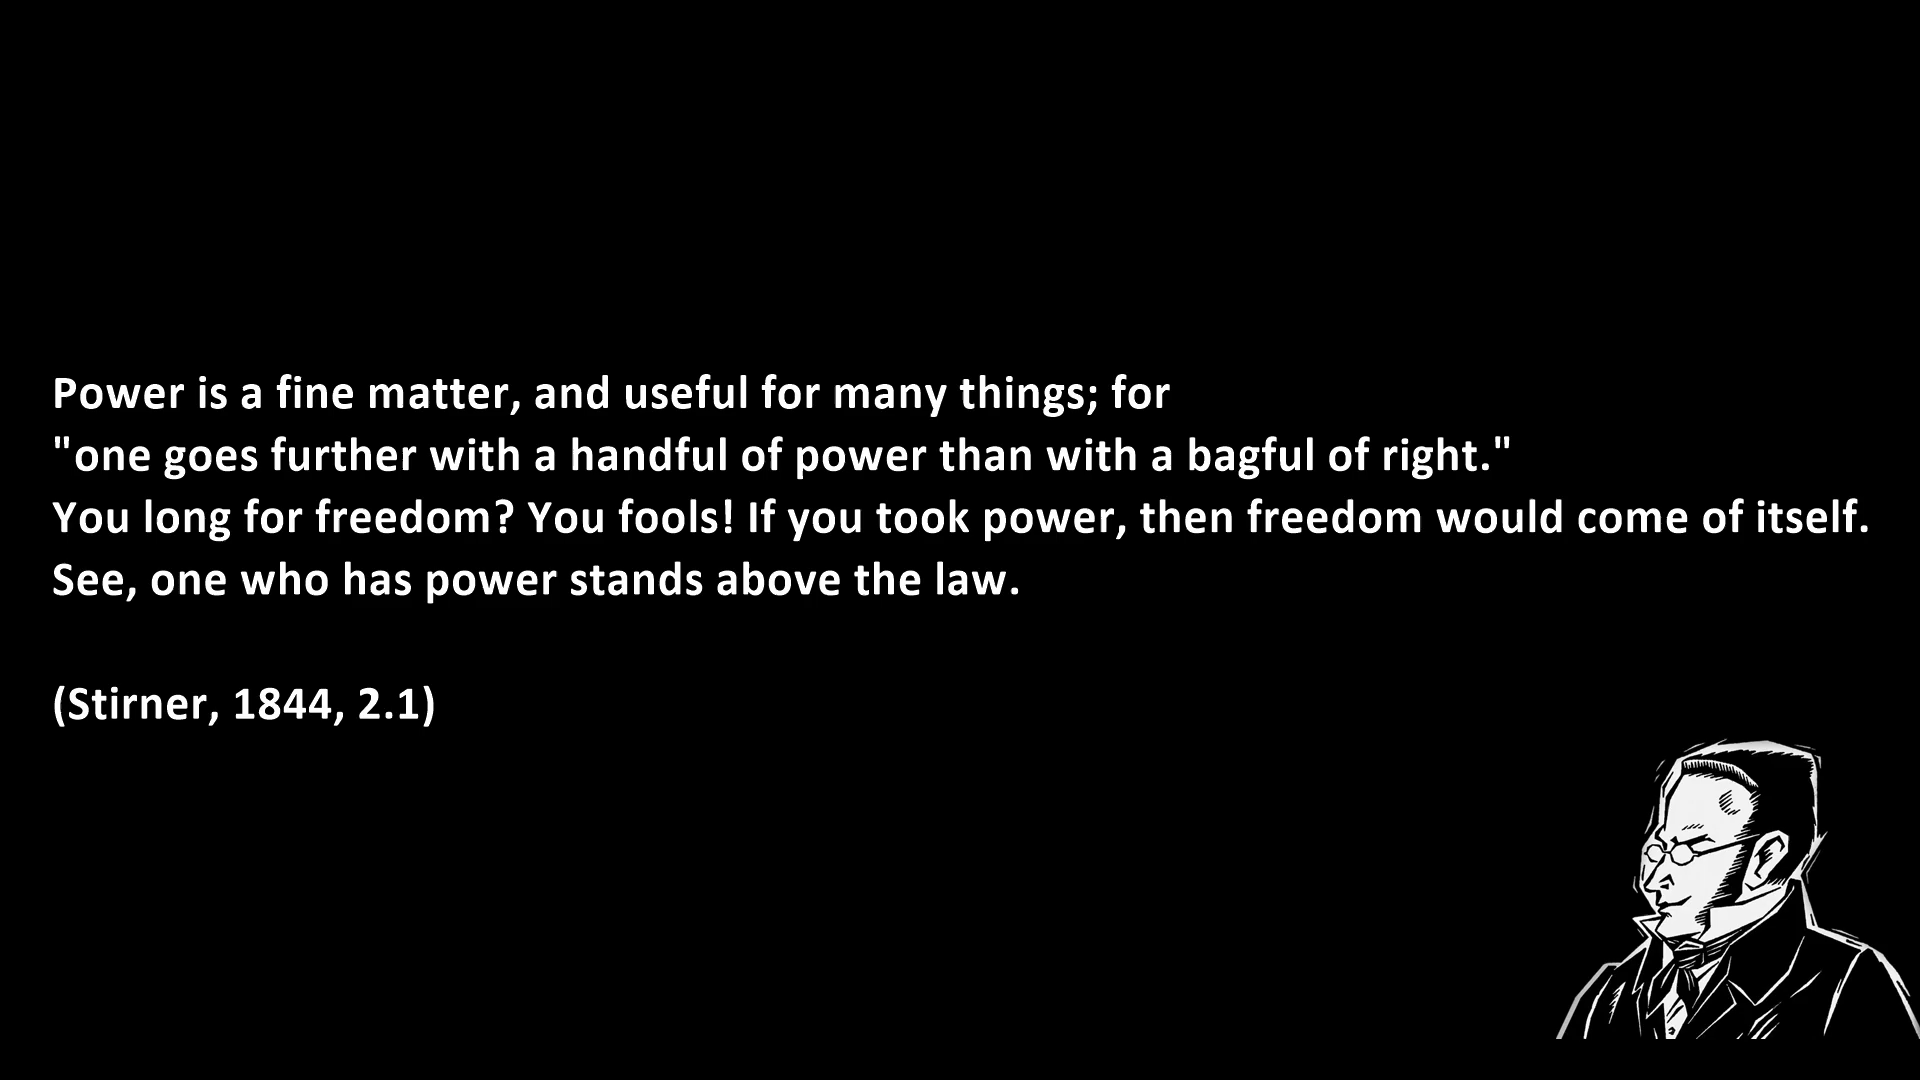 Power is a fine matter, and useful for many things; for
"one goes further with a handful of power than with a bagful of right."
You long for freedom? You fools! If you took power, then freedom would come of itself.
See, one who has power stands above the law.
(Stirner, 1844, 2.1)